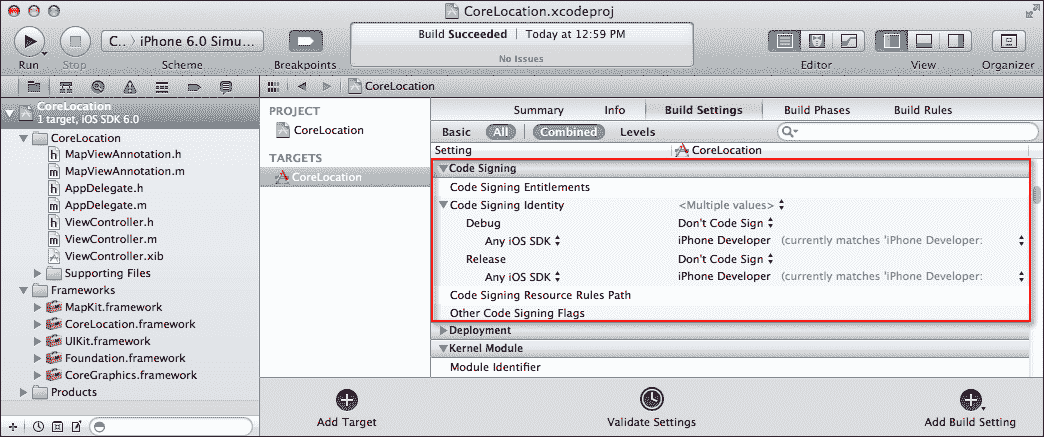 CoreLocation.xcodeproj
Run
Stop
C.. › iPhone 6.0 Simu...
Scheme
Breakpoints
Build Succeeded | Today at 12:59 PM
No Issues
Editor
View
Organizer
CoreLocation
CoreLocation
1 target, iOS SDK 6.0
CoreLocation
h MapViewAnnotation.h
m MapViewAnnotation.m
h AppDelegate.h
m AppDelegate.m
h ViewController.h
m ViewController.m
ViewController.xib
Supporting Files
Frameworks
MapKit.framework
CoreLocation.framework
UIKit.framework
Foundation.framework
CoreGraphics.framework
Products
PROJECT
CoreLocation
TARGETS
CoreLocation
Summary Info Build Settings Build Phases Build Rules
Basic All Combined Levels
Setting CoreLocation
Code Signing
Code Signing Entitlements
Code Signing Identity <Multiple values>
Debug Don't Code Sign
Any iOS SDK iPhone Developer (currently matches 'iPhone Developer:
Release Don't Code Sign
Any iOS SDK iPhone Developer (currently matches 'iPhone Developer:
Code Signing Resource Rules Path
Other Code Signing Flags
Deployment
Kernel Module
Module Identifier
Add Target
Validate Settings
Add Build Setting